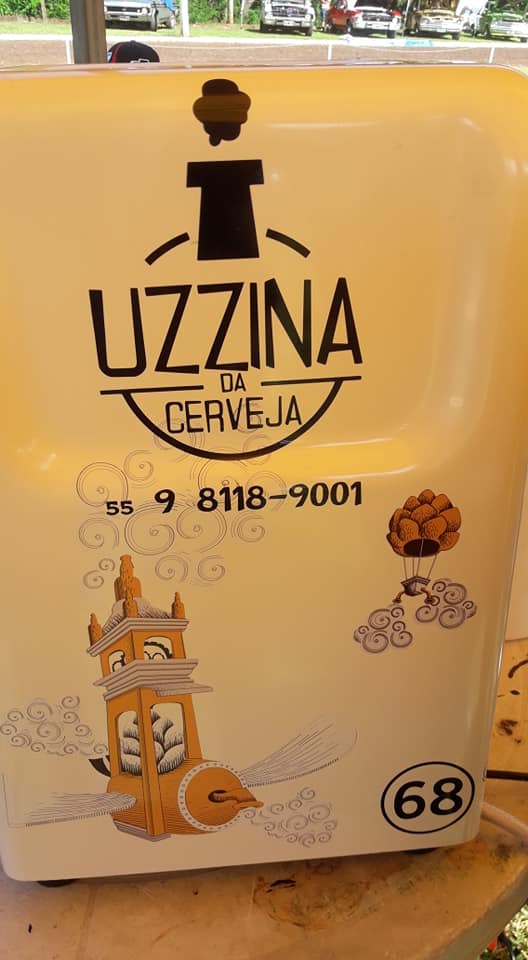 UZZINA
DA
CERVEJA
55 9 8118-9001
68